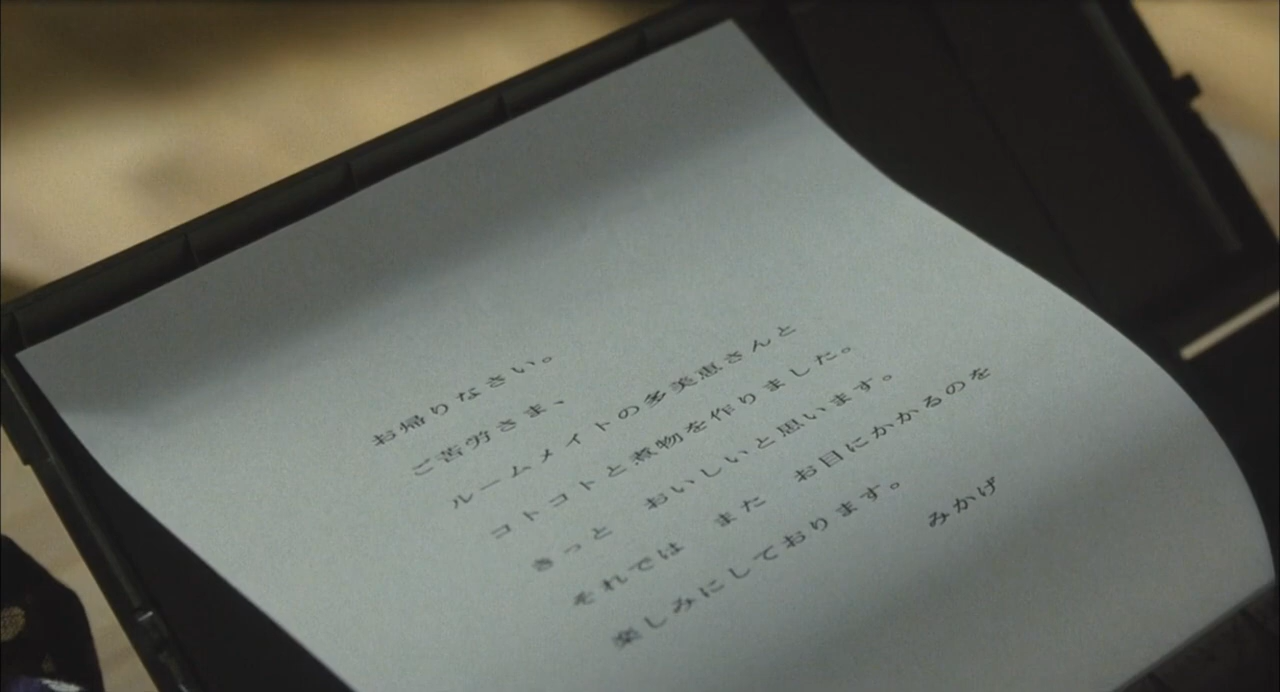 お帰りなさい。
ご苦労さま、
ルームメイトの多美恵さんと
コトコトと煮物を作りました。
きっと　おいしいと思います。
それでは　また　お目にかかるのを
楽しみにしております。
みかげ